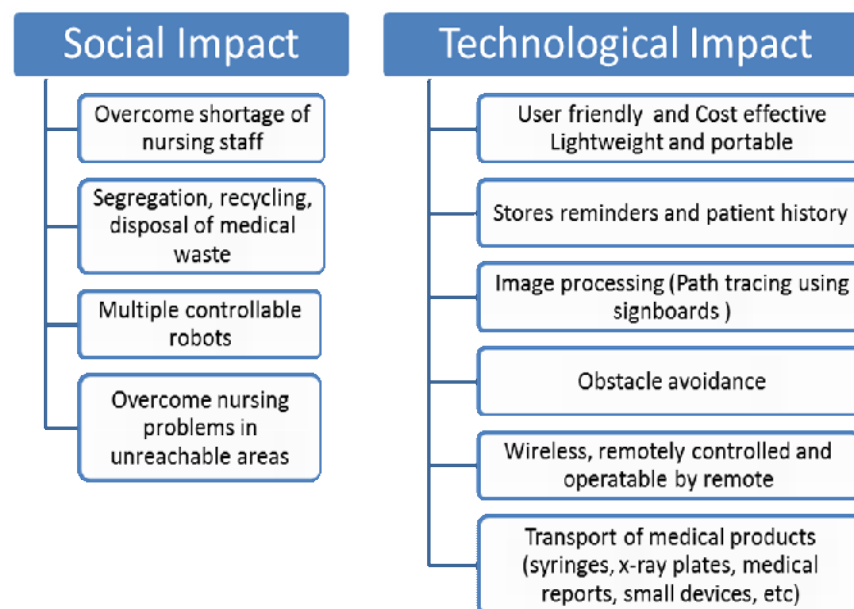 Social Impact
Overcome shortage of
nursing staff
Segregation, recycling,
disposal of medical
waste
Multiple controllable
robots
Overcome nursing
problems in
unreachable areas
Technological Impact
User friendly and Cost effective
Lightweight and portable
Stores reminders and patient history
Image processing (Path tracing using
signboards )
Obstacle avoidance
Wireless, remotely controlled and
operatable by remote
Transport of medical products
(syringes, x-ray plates, medical
reports, small devices, etc)